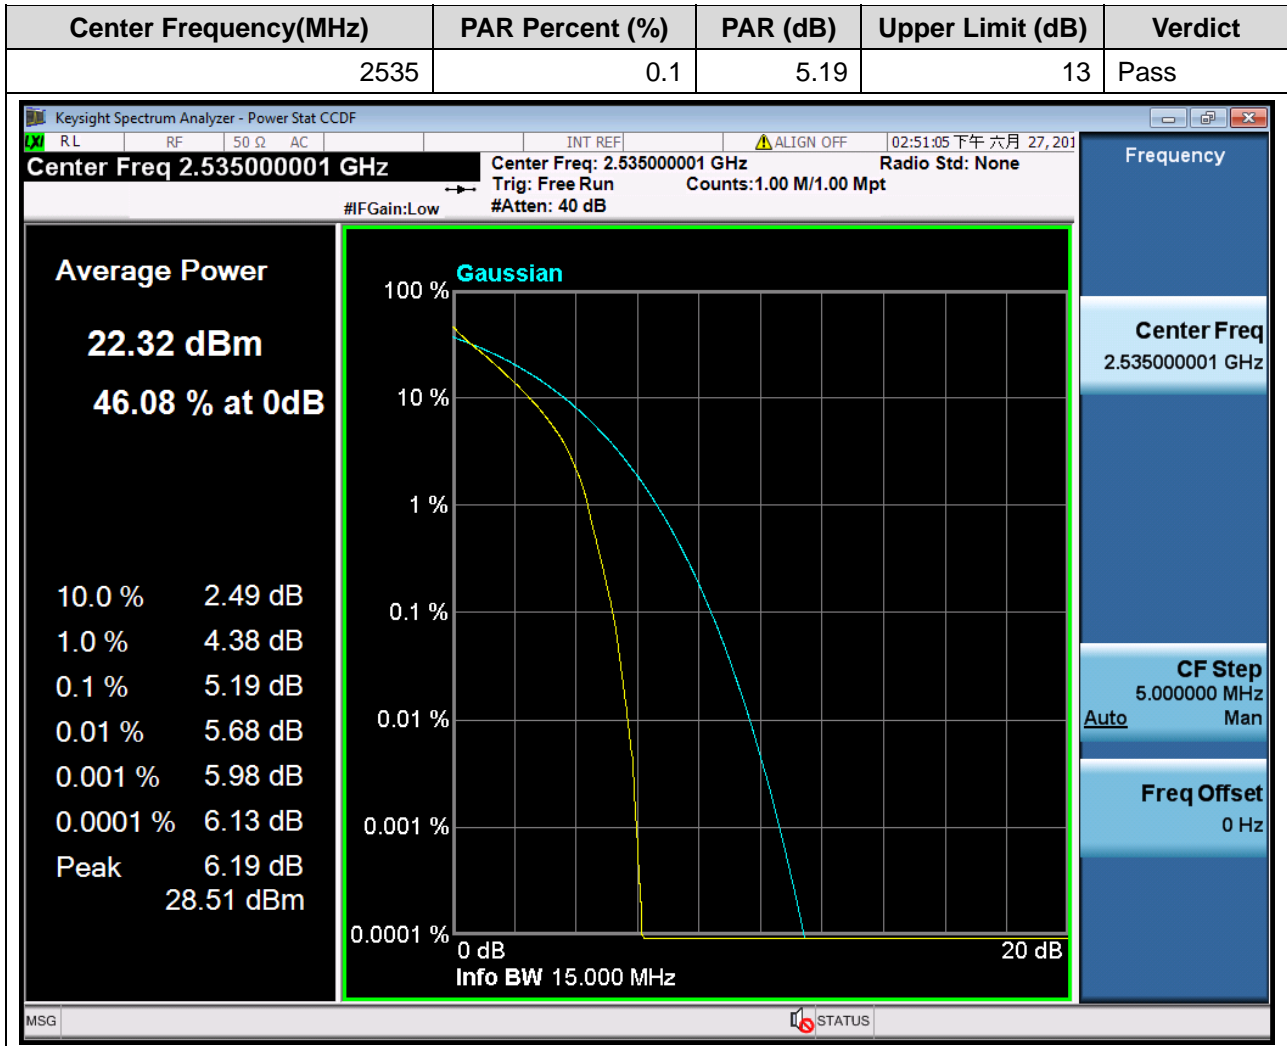 Center Frequency(MHz) PAR Percent (%) PAR (dB) Upper Limit (dB) Verdict
2535 0.1 5.19 13 Pass
Keysight Spectrum Analyzer - Power Stat CCDF
LXI RL RF 50 Ω AC INT REF ALIGN OFF 02:51:05 下午 六月 27, 201
Center Freq 2.535000001 GHz
Center Freq: 2.535000001 GHz Radio Std: None
Trig: Free Run Counts:1.00 M/1.00 Mpt
#IFGain:Low #Atten: 40 dB
Average Power
22.32 dBm
46.08 % at 0dB
10.0 % 2.49 dB
1.0 % 4.38 dB
0.1 % 5.19 dB
0.01 % 5.68 dB
0.001 % 5.98 dB
0.0001 % 6.13 dB
Peak 6.19 dB
28.51 dBm
Gaussian
100 %
10 %
1 %
0.1 %
0.01 %
0.001 %
0.0001 %
0 dB 20 dB
Info BW 15.000 MHz
Frequency
Center Freq
2.535000001 GHz
CF Step
5.000000 MHz
Auto Man
Freq Offset
0 Hz
MSG STATUS